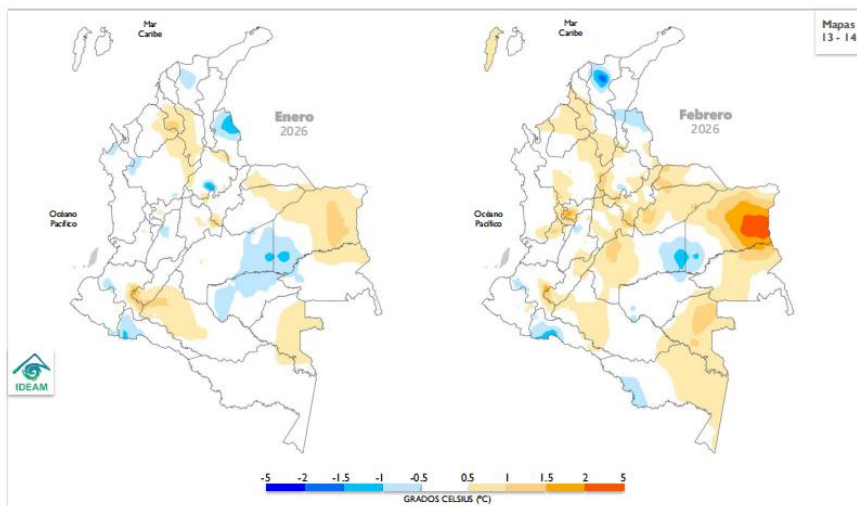 Mar
Caribe
Enero
2026
Océano
Pacífico
Mar
Caribe
Mapas
13 - 14
Febrero
2026
Océano
Pacífico
IDEAM
-5 -2 -1.5 -1 -0.5 0.5 1 1.5 2 5
GRADOS CELSIUS (°C)